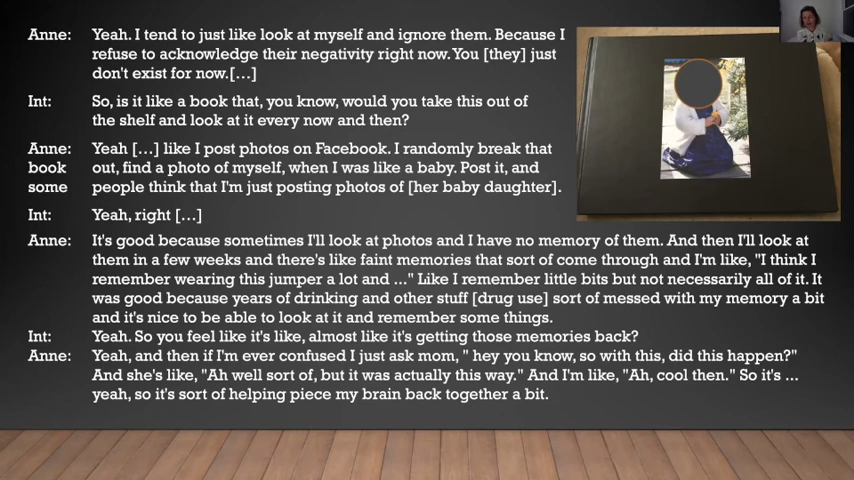 Anne: Yeah. I tend to just like look at myself and ignore them. Because I
refuse to acknowledge their negativity right now. You [they] just
don't exist for now.[…]
Int: So, is it like a book that, you know, would you take this out of
the shelf and look at it every now and then?
Anne: Yeah […] like I post photos on Facebook. I randomly break that
book out, find a photo of myself, when I was like a baby. Post it, and
some people think that I'm just posting photos of [her baby daughter].
Int: Yeah, right […]
Anne: It's good because sometimes I'll look at photos and I have no memory of them. And then I'll look at
them in a few weeks and there's like faint memories that sort of come through and I'm like, "I think I
remember wearing this jumper a lot and ..." Like I remember little bits but not necessarily all of it. It
was good because years of drinking and other stuff [drug use] sort of messed with my memory a bit
and it's nice to be able to look at it and remember some things.
Int: Yeah. So you feel like it's like, almost like it's getting those memories back?
Anne: Yeah, and then if I'm ever confused I just ask mom, " hey you know, so with this, did this happen?"
And she's like, "Ah well sort of, but it was actually this way." And I'm like, "Ah, cool then." So it's ...
yeah, so it's sort of helping piece my brain back together a bit.